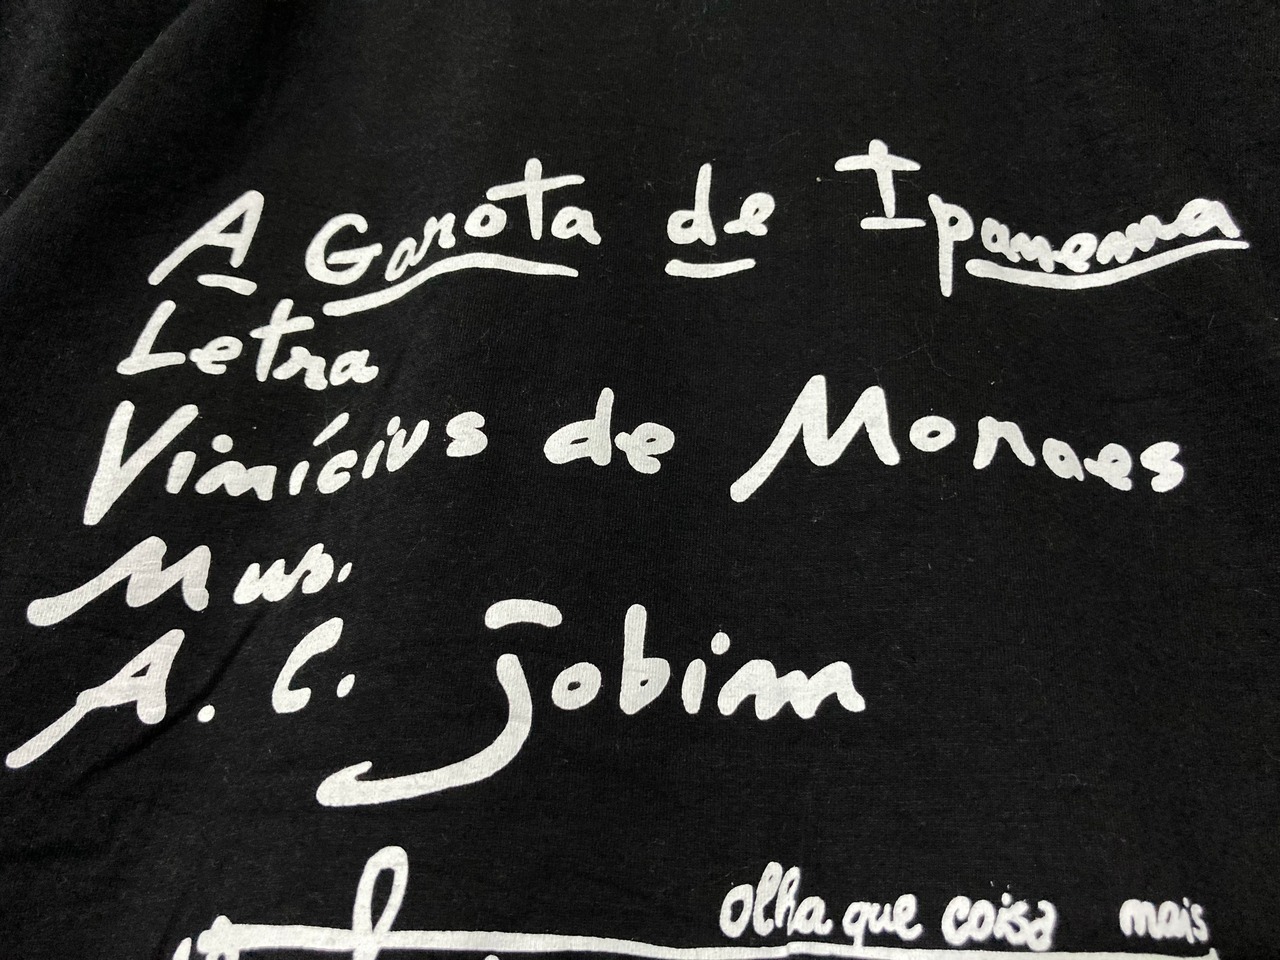 A Garota de Ipanema
Letra
Vinícius de Moraes
Mus.
A. C. Jobim
olha que coisa mais